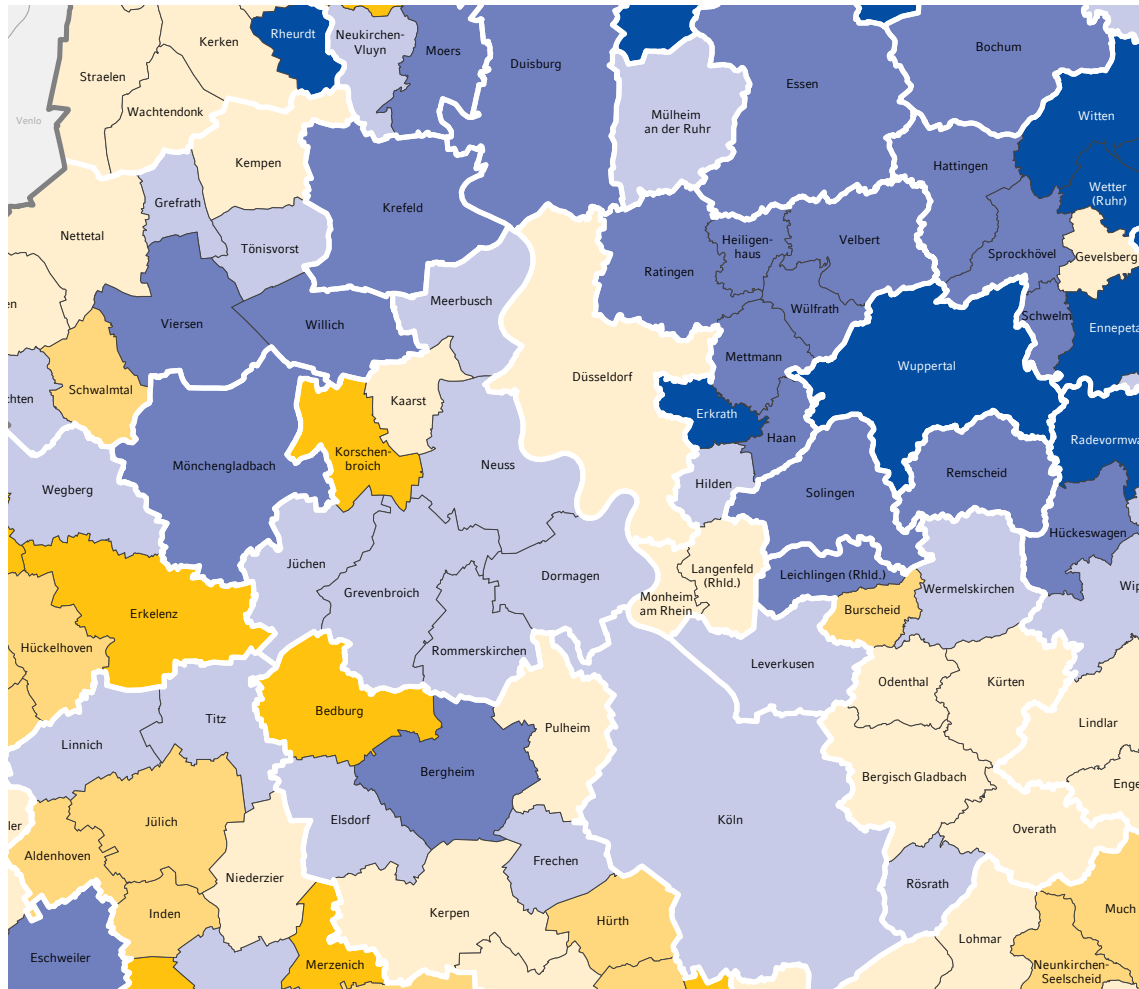 Kerken
Rheurdt
Neukirchen-
Vluyn
Moers
Duisburg
Bochum
Straelen
Essen
Wachtendonk
Venlo
Mülheim
an der Ruhr
Witten
Kempen
Hattingen
Wetter
(Ruhr)
Grefrath
Krefeld
Nettetal
Tönisvorst
Heiligen-
haus
Velbert
Sprockhövel
Gevelsberg
Ratingen
en
Meerbusch
Viersen
Willich
Wülfrath
Schwelm
Ennepeta
Mettmann
Wuppertal
Düsseldorf
Schwalmtal
chten
Kaarst
Erkrath
Haan
Radevormwa
Korschen-
broich
Mönchengladbach
Neuss
Wegberg
Hilden
Solingen
Remscheid
Hückeswagen
Jüchen
Dormagen
Langenfeld
(Rhld.)
Leichlingen (Rhld.)
Wermelskirchen
Wip
Grevenbroich
Monheim
am Rhein
Burscheid
Erkelenz
Hückelhoven
Rommerskirchen
Leverkusen
Odenthal
Kürten
Bedburg
Titz
Linnich
Pulheim
Lindlar
Bergheim
Bergisch Gladbach
Enge
Jülich
Elsdorf
Köln
ler
Overath
Aldenhoven
Frechen
Niederzier
Rösrath
Inden
Kerpen
Hürth
Much
Lohmar
Eschweiler
Merzenich
Neunkirchen-
Seelscheid